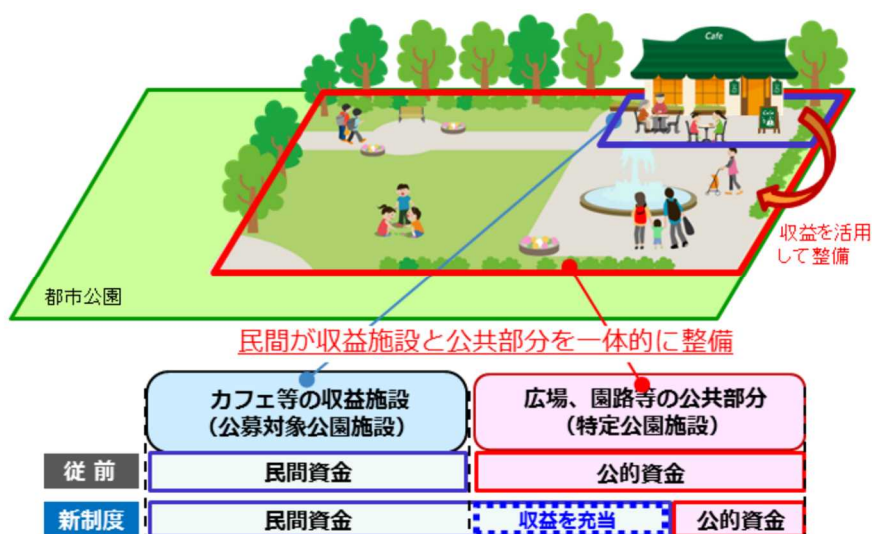 Cafe
Cafe
収益を活用
して整備
都市公園
民間が収益施設と公共部分を一体的に整備
カフェ等の収益施設
（公募対象公園施設）
広場、園路等の公共部分
（特定公園施設）
従前
民間資金
公的資金
新制度
民間資金
収益を充当
公的資金